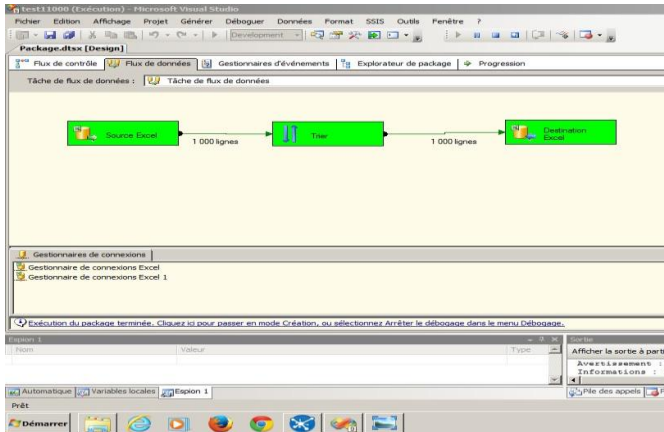 test11000 (Exécution) - Microsoft Visual Studio
Fichier Edition Affichage Projet Générer Déboguer Données Format SSIS Outils Fenêtre ?
Development
Package.dtsx [Design]
Flux de contrôle Flux de données Gestionnaires d'événements Explorateur de package Progression
Tâche de flux de données : Tâche de flux de données
Source Excel
1 000 lignes
Trier
1 000 lignes
Destination
Excel
Gestionnaires de connexions
Gestionnaire de connexions Excel
Gestionnaire de connexions Excel 1
Exécution du package terminée. Cliquez ici pour passer en mode Création, ou sélectionnez Arrêter le débogage dans le menu Débogage.
Espion 1
Nom Valeur Type
Sortie
Afficher la sortie à parti
Avertissement :
Informations :
Automatique Variables locales Espion 1
Pile des appels
Prêt
Démarrer